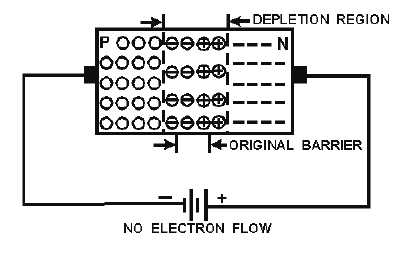 DEPLETION REGION
P N
ORIGINAL BARRIER
− +
NO ELECTRON FLOW